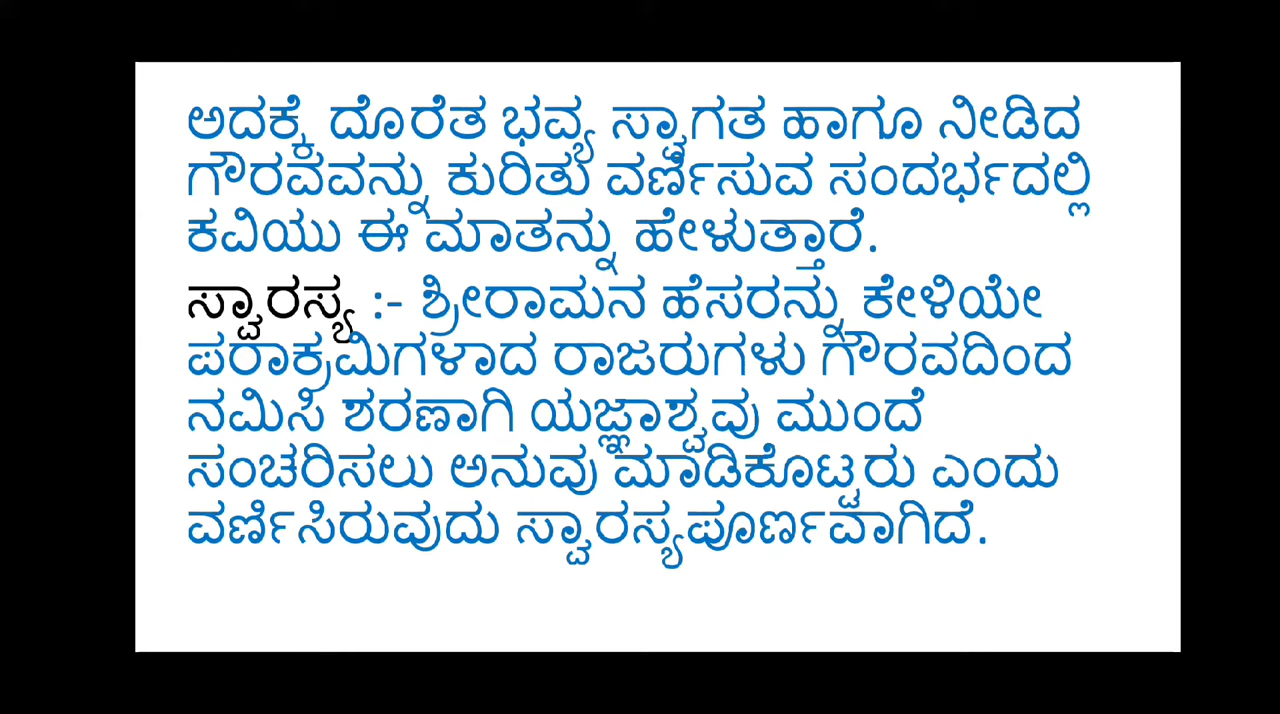 ಅದಕ್ಕೆ ದೊರೆತ ಭವ್ಯ ಸ್ವಾಗತ ಹಾಗೂ ನೀಡಿದ
ಗೌರವವನ್ನು ಕುರಿತು ವರ್ಣಿಸುವ ಸಂದರ್ಭದಲ್ಲಿ
ಕವಿಯು ಈ ಮಾತನ್ನು ಹೇಳುತ್ತಾರೆ.
ಸ್ವಾರಸ್ಯ :- ಶ್ರೀರಾಮನ ಹೆಸರನ್ನು ಕೇಳಿಯೇ
ಪರಾಕ್ರಮಿಗಳಾದ ರಾಜರುಗಳು ಗೌರವದಿಂದ
ನಮಿಸಿ ಶರಣಾಗಿ ಯಜ್ಞಾಶ್ವವು ಮುಂದೆ
ಸಂಚರಿಸಲು ಅನುವು ಮಾಡಿಕೊಟ್ಟರು ಎಂದು
ವರ್ಣಿಸಿರುವುದು ಸ್ವಾರಸ್ಯಪೂರ್ಣವಾಗಿದೆ.